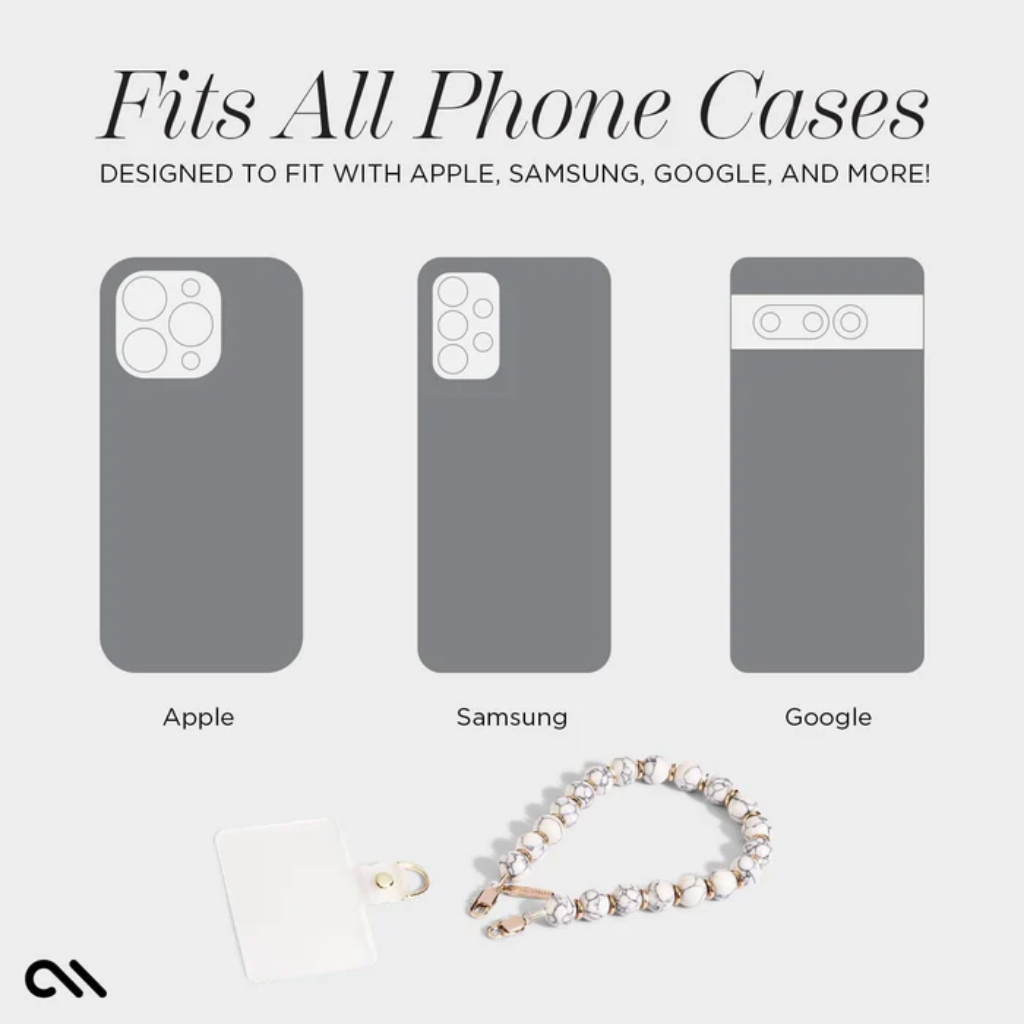 Fits All Phone Cases
DESIGNED TO FIT WITH APPLE, SAMSUNG, GOOGLE, AND MORE!
Apple
Samsung
Google